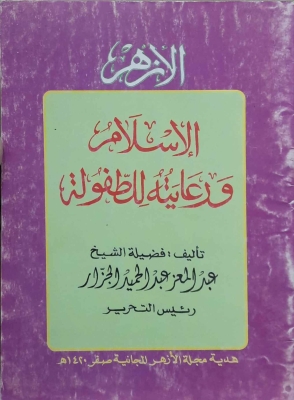 الأزهر
الإسلام
ورعايته للطفولة
تأليف: فضيلة الشيخ
عبد المعز عبد الحميد الجزار
رئيس التحرير
هدية مجلة الأزهر المجانية صفر ١٤٢٠هـ